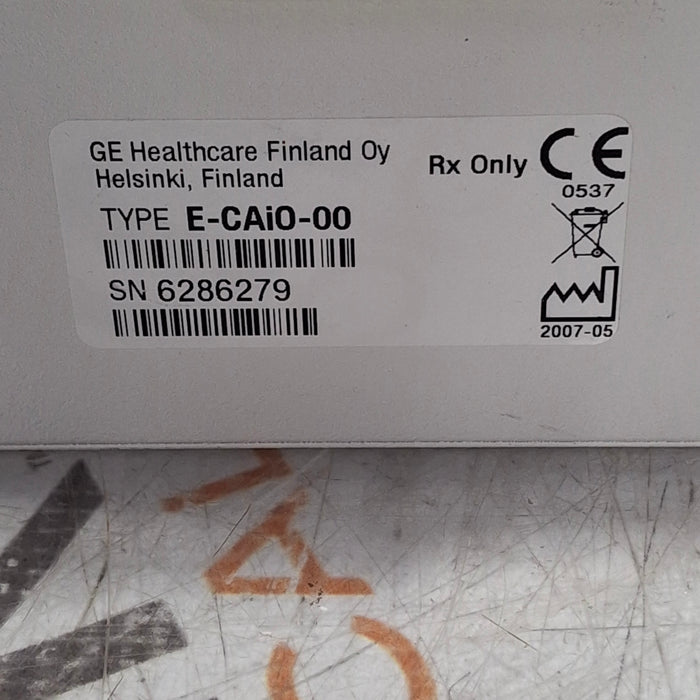 GE Healthcare Finland Oy
Helsinki, Finland
Rx Only
CE
0537
TYPE E-CAiO-00
SN 6286279
2007-05